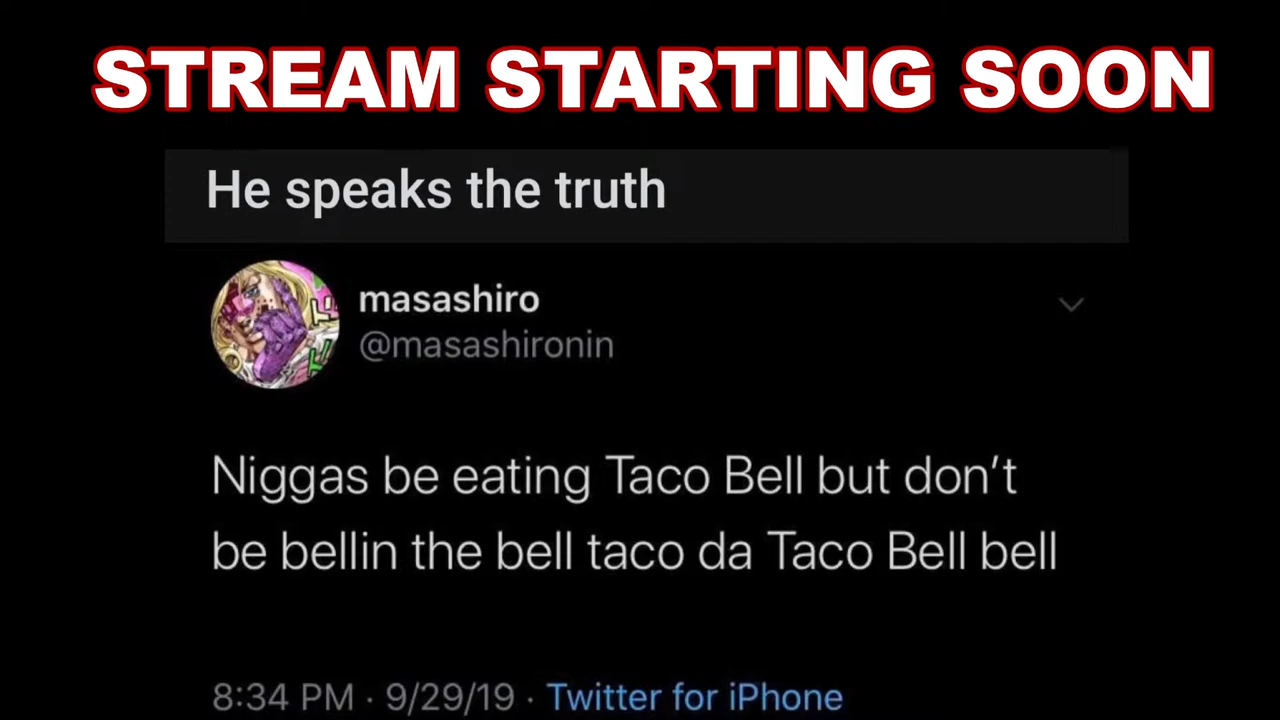 STREAM STARTING SOON
He speaks the truth
masashiro
@masashironin
Niggas be eating Taco Bell but don't
be bellin the bell taco da Taco Bell bell
8:34 PM · 9/29/19 · Twitter for iPhone